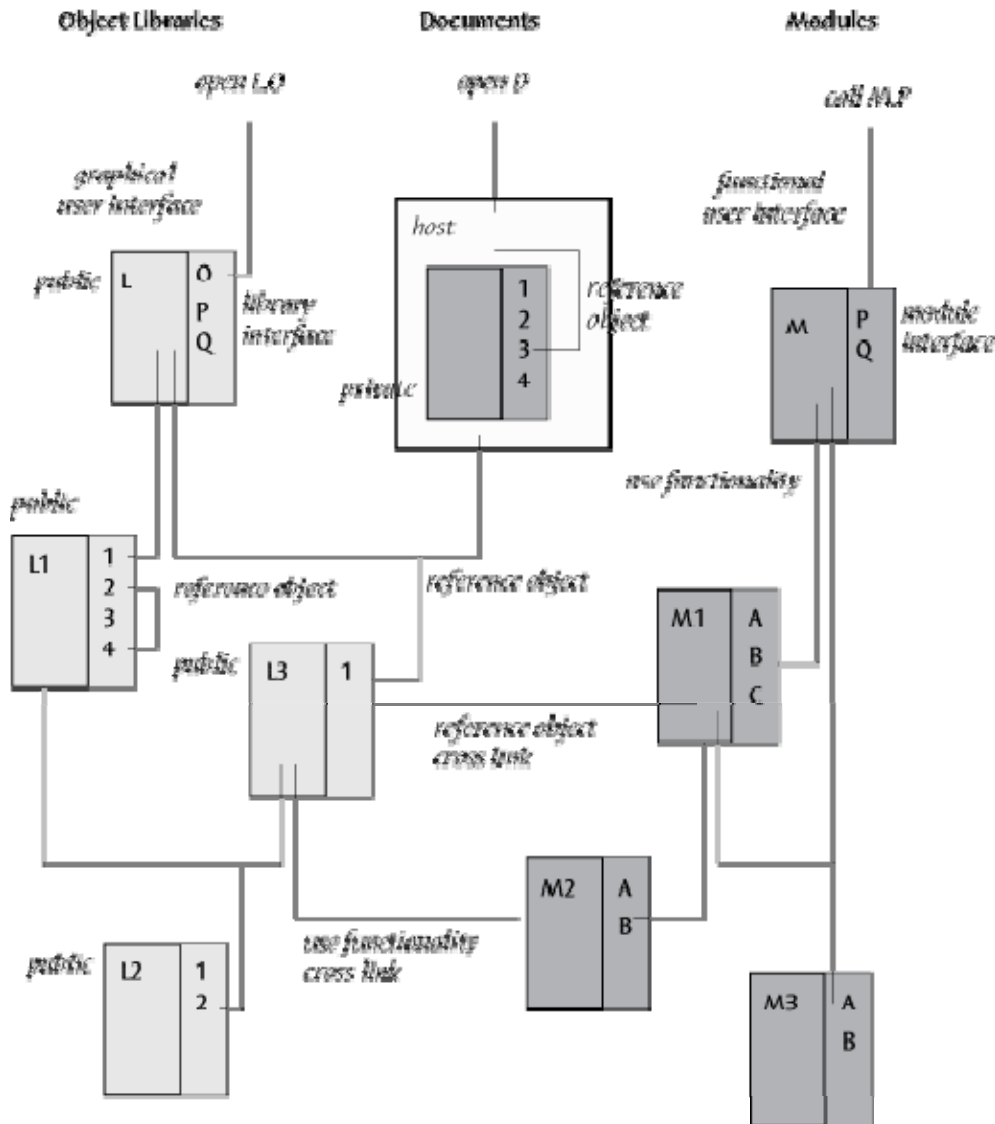 Object Libraries
Documents
Modules
open L.O
open D
call M.P
graphical
user interface
functional
user interface
host
public
L
O
P
Q
library
interface
1
2
3
4
reference
object
private
M
P
Q
module
interface
use functionality
public
L1
1
2
3
4
reference object
reference object
public
L3
1
M1
A
B
C
reference object
cross link
M2
A
B
use functionality
cross link
public
L2
1
2
M3
A
B